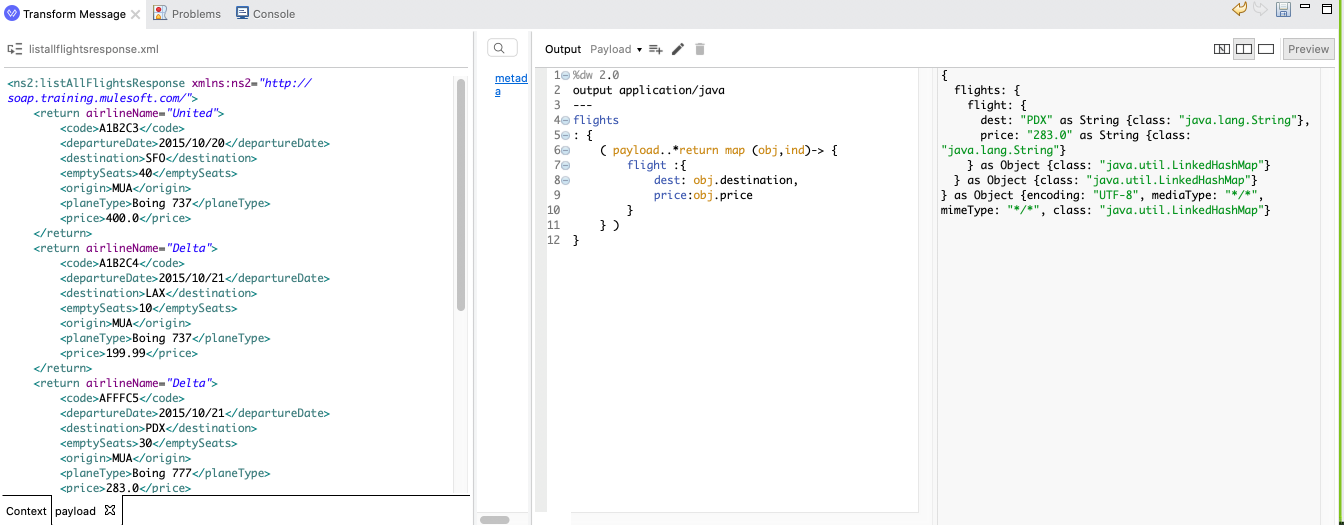 Transform Message
Problems
Console
listallflightsresponse.xml
<ns2:listAllFlightsResponse xmlns:ns2="http://
soap.training.mulesoft.com/">
<return airlineName="United">
<code>A1B2C3</code>
<departureDate>2015/10/20</departureDate>
<destination>SFO</destination>
<emptySeats>40</emptySeats>
<origin>MUA</origin>
<planeType>Boing 737</planeType>
<price>400.0</price>
</return>
<return airlineName="Delta">
<code>A1B2C4</code>
<departureDate>2015/10/21</departureDate>
<destination>LAX</destination>
<emptySeats>10</emptySeats>
<origin>MUA</origin>
<planeType>Boing 737</planeType>
<price>199.99</price>
</return>
<return airlineName="Delta">
<code>AFFFC5</code>
<departureDate>2015/10/21</departureDate>
<destination>PDX</destination>
<emptySeats>30</emptySeats>
<origin>MUA</origin>
<planeType>Boing 777</planeType>
<price>283.0</price>
Context payload
metad
a
Output Payload
Preview
1 %dw 2.0
2 output application/java
3 ---
4 flights
5 : {
6 ( payload..*return map (obj,ind)-> {
7 flight :{
8 dest: obj.destination,
9 price:obj.price
10 }
11 } )
12 }
{
flights: {
flight: {
dest: "PDX" as String {class: "java.lang.String"},
price: "283.0" as String {class:
"java.lang.String"}
} as Object {class: "java.util.LinkedHashMap"}
} as Object {class: "java.util.LinkedHashMap"}
} as Object {encoding: "UTF-8", mediaType: "*/*",
mimeType: "*/*", class: "java.util.LinkedHashMap"}